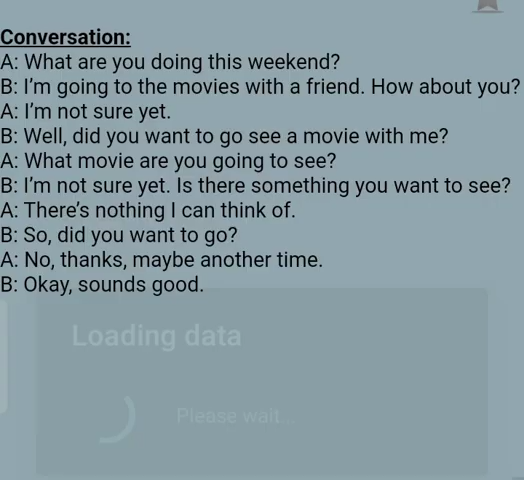 Conversation:
A: What are you doing this weekend?
B: I’m going to the movies with a friend. How about you?
A: I’m not sure yet.
B: Well, did you want to go see a movie with me?
A: What movie are you going to see?
B: I’m not sure yet. Is there something you want to see?
A: There’s nothing I can think of.
B: So, did you want to go?
A: No, thanks, maybe another time.
B: Okay, sounds good.
Loading data
Please wait...